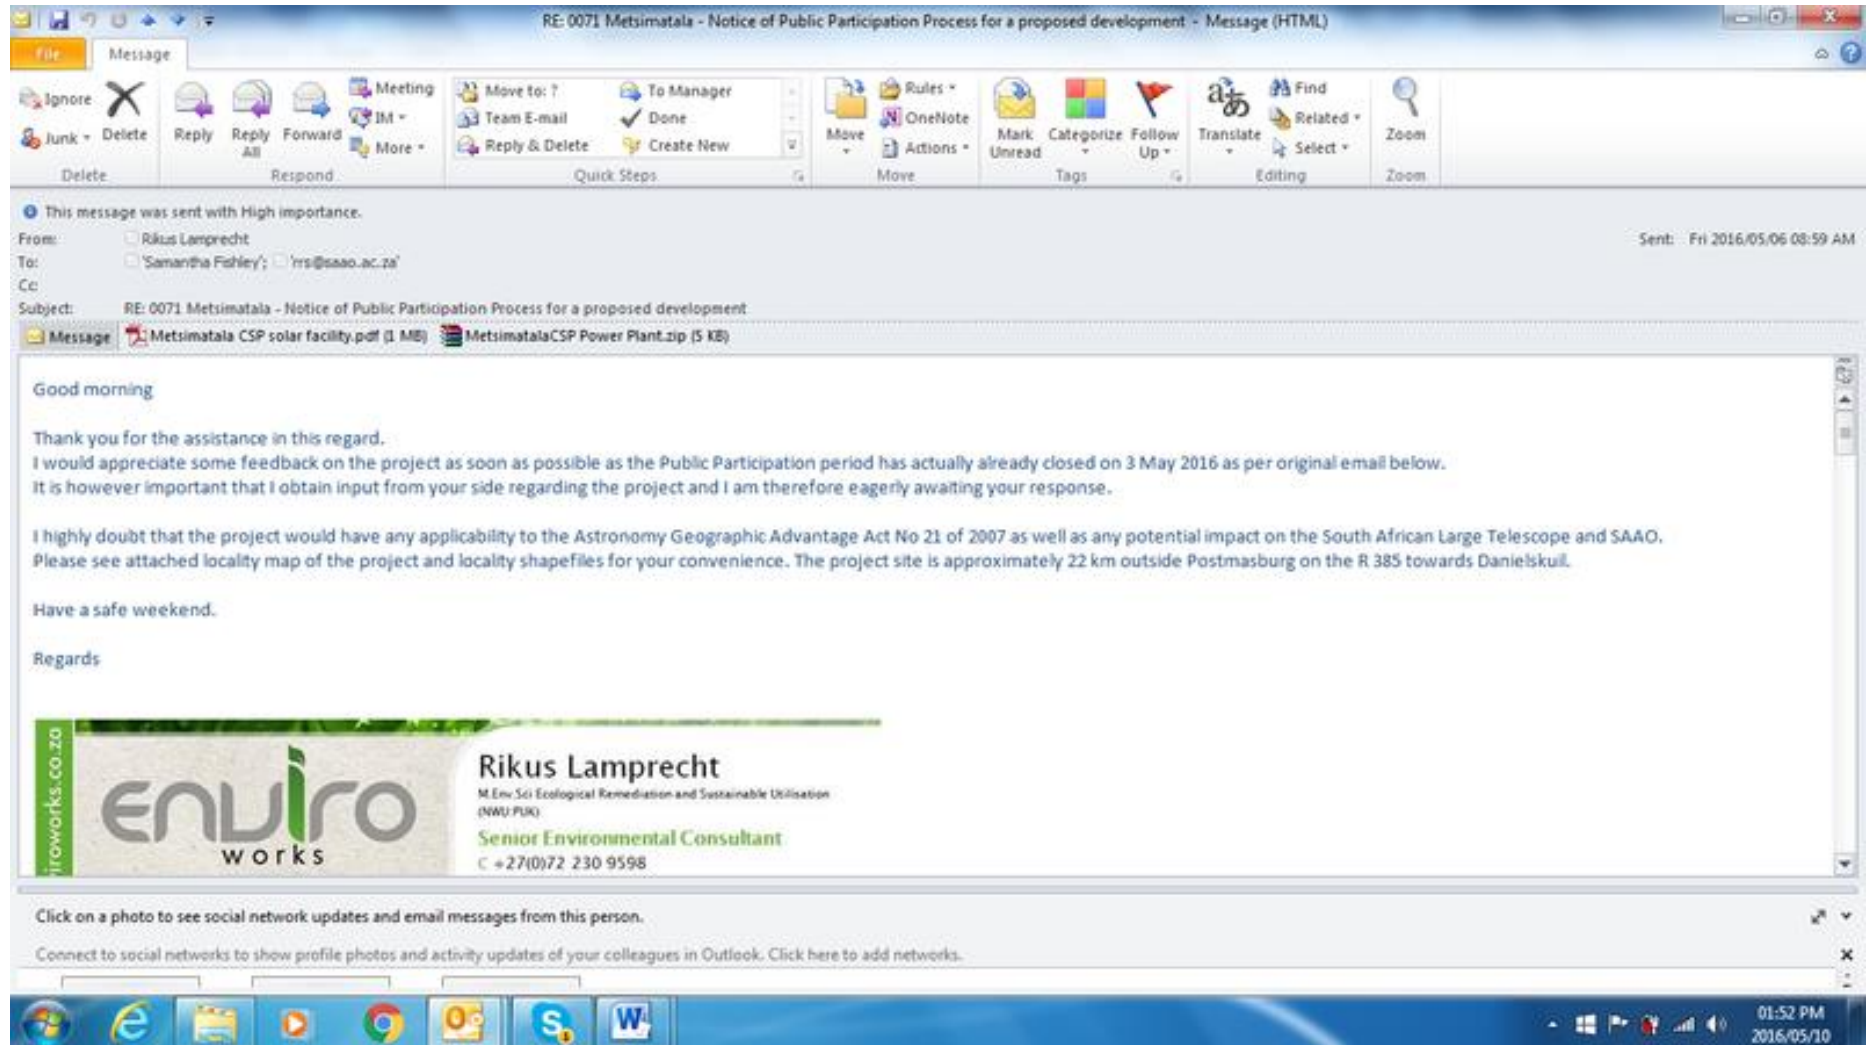 RE: 0071 Metsimatala - Notice of Public Participation Process for a proposed development - Message (HTML)
File Message
Ignore
Junk
Delete
Reply
Reply All
Forward
Meeting
IM
More
Move to: ?
Team E-mail
Reply & Delete
To Manager
Done
Create New
Move
Rules
OneNote
Actions
Mark Unread
Categorize
Follow Up
Translate
Find
Related
Select
Zoom
Delete Respond Quick Steps Move Tags Editing Zoom
This message was sent with High importance.
From: Rikus Lamprecht
Sent: Fri 2016/05/06 08:59 AM
To: 'Samantha Fishley'; 'rrs@saao.ac.za'
Cc:
Subject: RE: 0071 Metsimatala - Notice of Public Participation Process for a proposed development
Message Metsimatala CSP solar facility.pdf (1 MB) MetsimatalaCSP Power Plant.zip (5 KB)
Good morning
Thank you for the assistance in this regard.
I would appreciate some feedback on the project as soon as possible as the Public Participation period has actually already closed on 3 May 2016 as per original email below.
It is however important that I obtain input from your side regarding the project and I am therefore eagerly awaiting your response.
I highly doubt that the project would have any applicability to the Astronomy Geographic Advantage Act No 21 of 2007 as well as any potential impact on the South African Large Telescope and SAAO.
Please see attached locality map of the project and locality shapefiles for your convenience. The project site is approximately 22 km outside Postmasburg on the R 385 towards Danielskuil.
Have a safe weekend.
Regards
iroworks.co.za
enviro
works
Rikus Lamprecht
M.Env.Sci Ecological Remediation and Sustainable Utilisation
(NWU:PUK)
Senior Environmental Consultant
C +27(0)72 230 9598
Click on a photo to see social network updates and email messages from this person.
Connect to social networks to show profile photos and activity updates of your colleagues in Outlook. Click here to add networks.
01:52 PM
2016/05/10